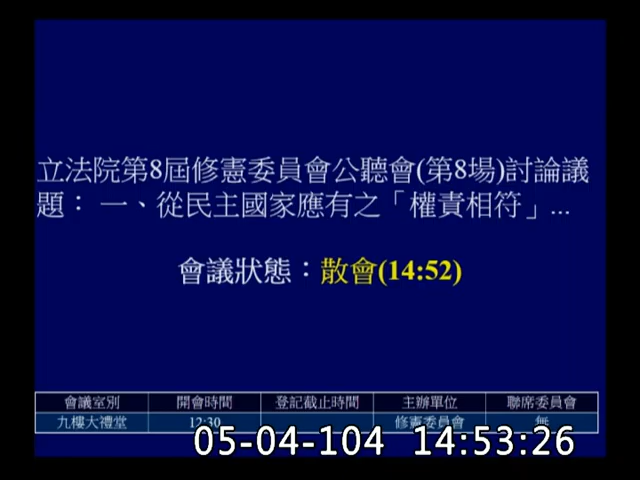 立法院第8屆修憲委員會公聽會(第8場)討論議
題： 一、從民主國家應有之「權責相符」...
會議狀態：散會(14:52)
會議室別 開會時間 登記截止時間 主辦單位 聯席委員會
九樓大禮堂 12:30 修憲委員會 無
05-04-104 14:53:26